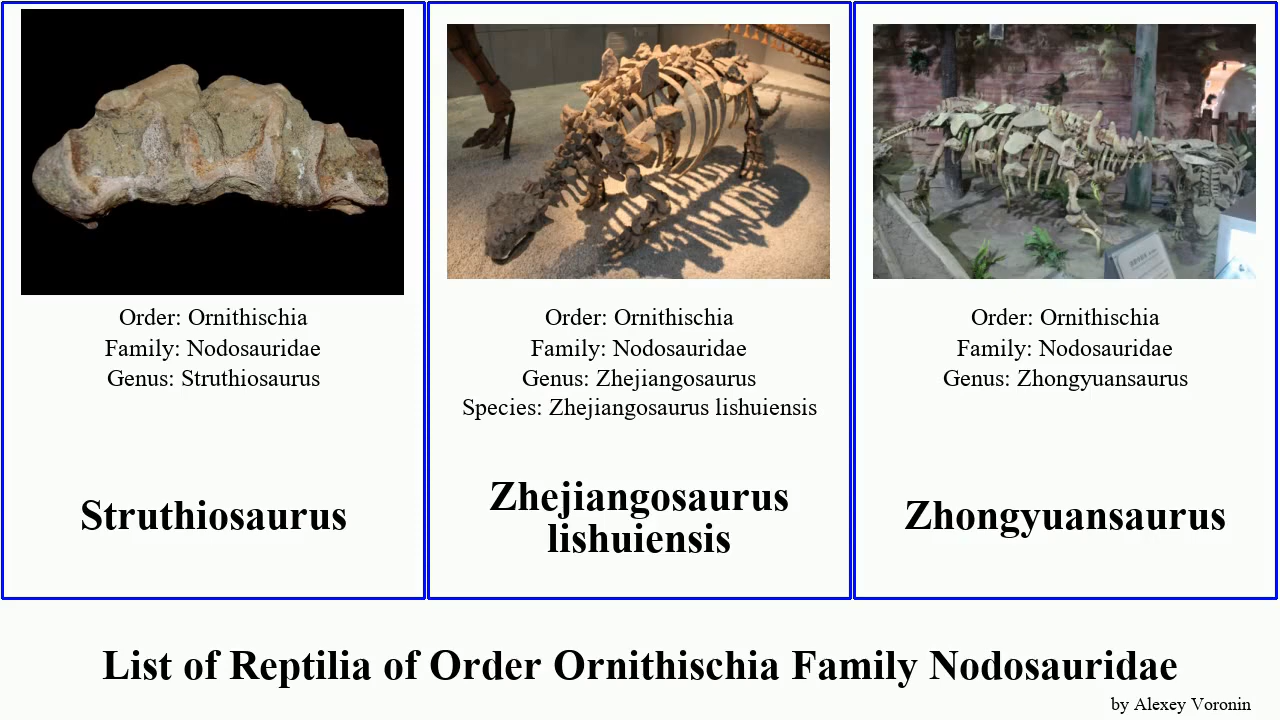 Order: Ornithischia
Family: Nodosauridae
Genus: Struthiosaurus
Struthiosaurus
Order: Ornithischia
Family: Nodosauridae
Genus: Zhejiangosaurus
Species: Zhejiangosaurus lishuiensis
Zhejiangosaurus
lishuiensis
Order: Ornithischia
Family: Nodosauridae
Genus: Zhongyuansaurus
Zhongyuansaurus
List of Reptilia of Order Ornithischia Family Nodosauridae
by Alexey Voronin